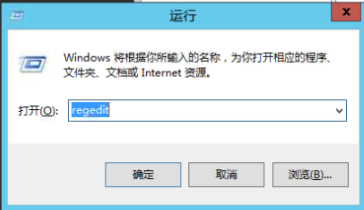 运行
Windows 将根据你所输入的名称，为你打开相应的程序、
文件夹、文档或 Internet 资源。
打开(O): regedit
确定 取消 浏览(B)...